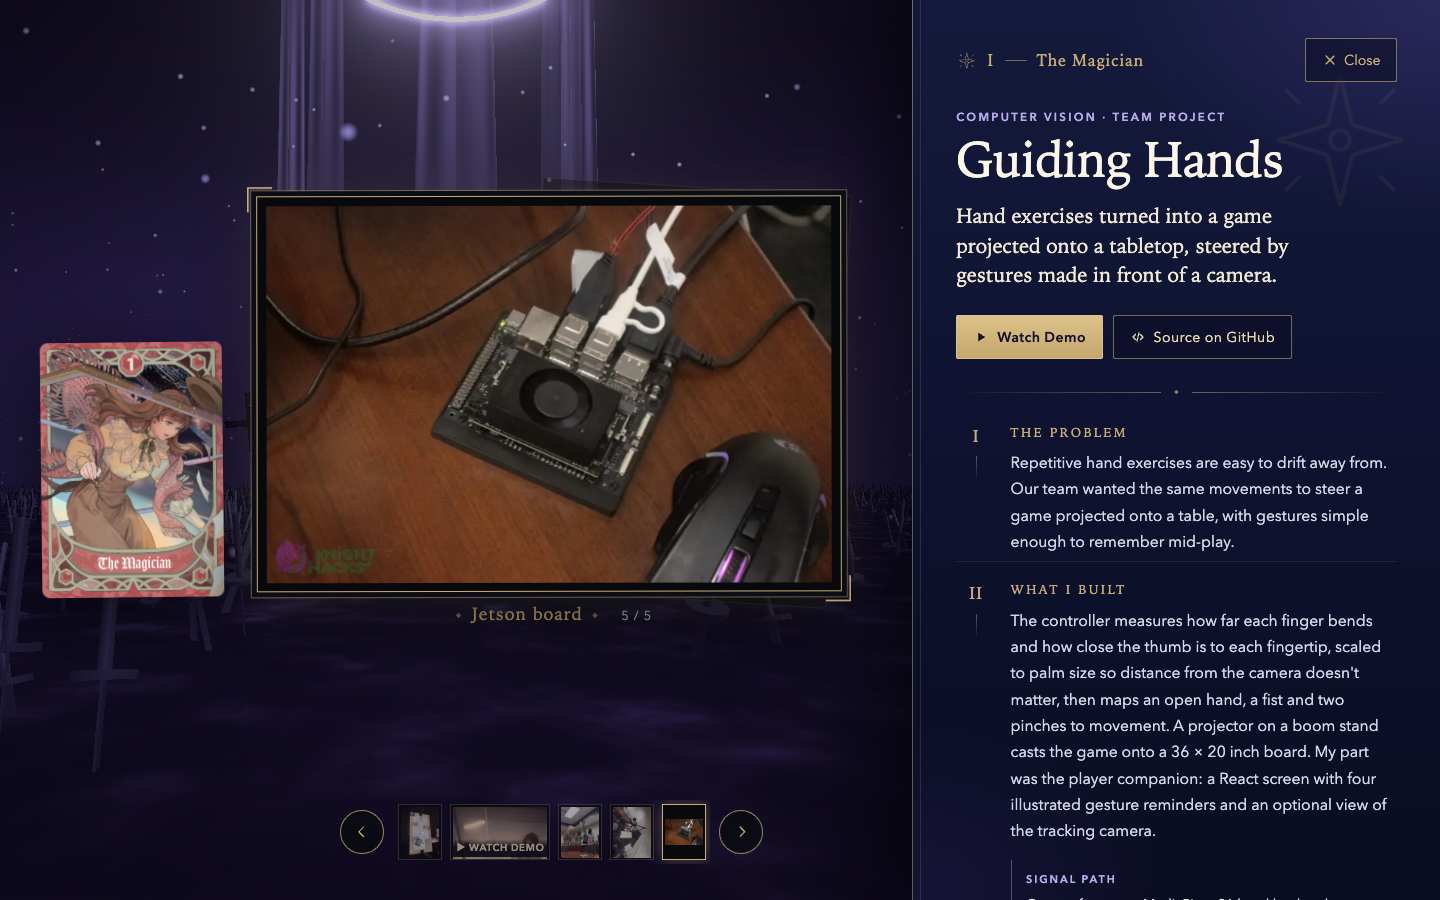 I — The Magician
Close
COMPUTER VISION · TEAM PROJECT
Guiding Hands
Hand exercises turned into a game
projected onto a tabletop, steered by
gestures made in front of a camera.
Watch Demo
Source on GitHub
I
THE PROBLEM
Repetitive hand exercises are easy to drift away from.
Our team wanted the same movements to steer a
game projected onto a table, with gestures simple
enough to remember mid-play.
II
WHAT I BUILT
The controller measures how far each finger bends
and how close the thumb is to each fingertip, scaled
to palm size so distance from the camera doesn't
matter, then maps an open hand, a fist and two
pinches to movement. A projector on a boom stand
casts the game onto a 36 × 20 inch board. My part
was the player companion: a React screen with four
illustrated gesture reminders and an optional view of
the tracking camera.
SIGNAL PATH
1
The Magician
KNIGHT
HACKS
Jetson board
5 / 5
WATCH DEMO